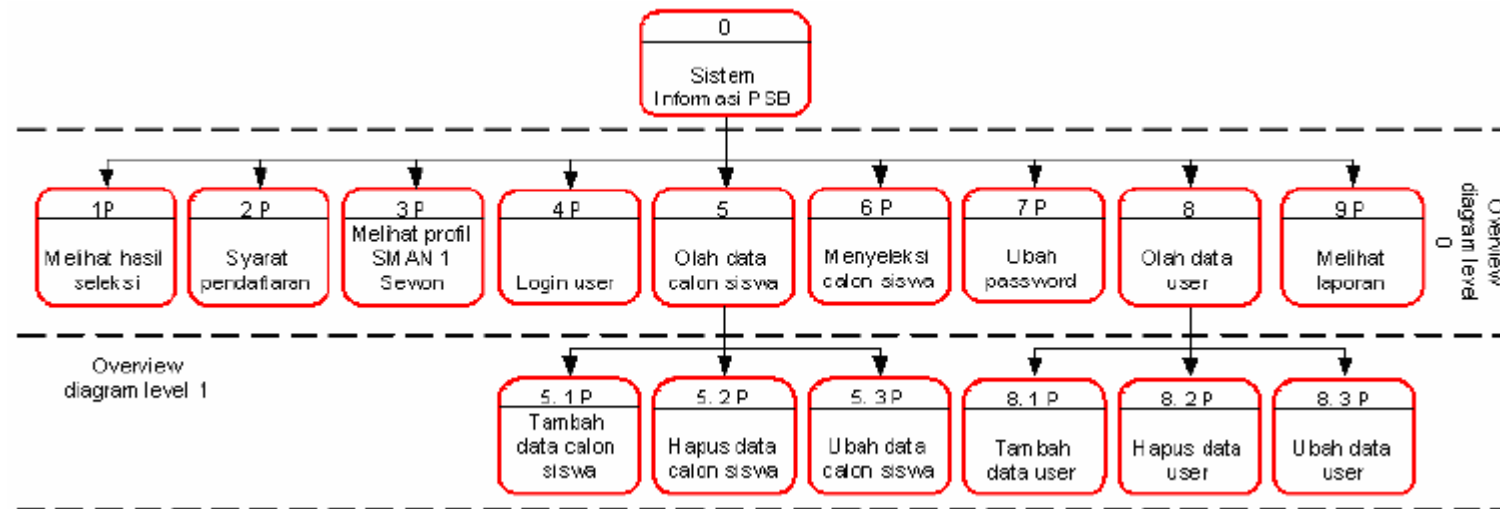 0
Sistem
Informasi PSB
1P
Melihat hasil
seleksi
2 P
Syarat
pendaftaran
3 P
Melihat profil
SMAN 1
Sewon
4 P
Login user
5
Olah data
calon siswa
6 P
Menyeleksi
calon siswa
7 P
Ubah
password
8
Olah data
user
9 P
Melihat
laporan
Overview
diagram level
0
Overview
diagram level 1
5. 1 P
Tambah
data calon
siswa
5. 2 P
Hapus data
calon siswa
5. 3 P
Ubah data
calon siswa
8. 1 P
Tambah
data user
8. 2 P
Hapus data
user
8. 3 P
Ubah data
user